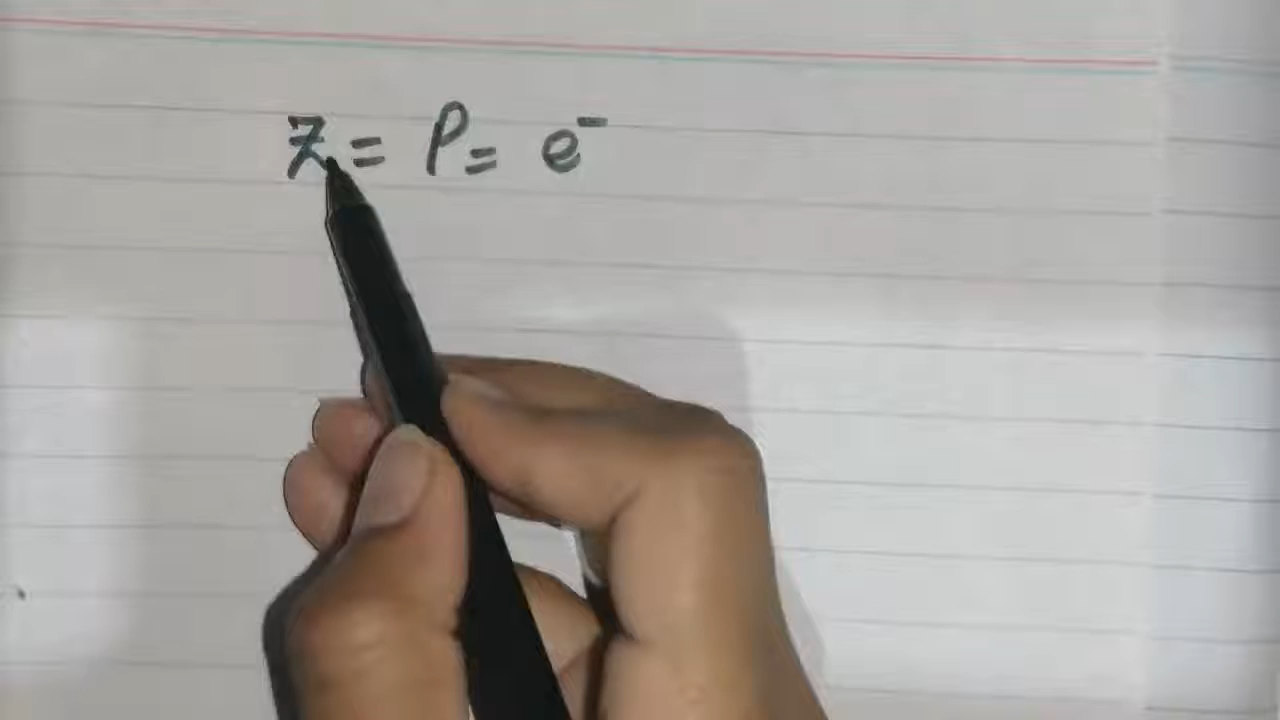 Z = P = e⁻